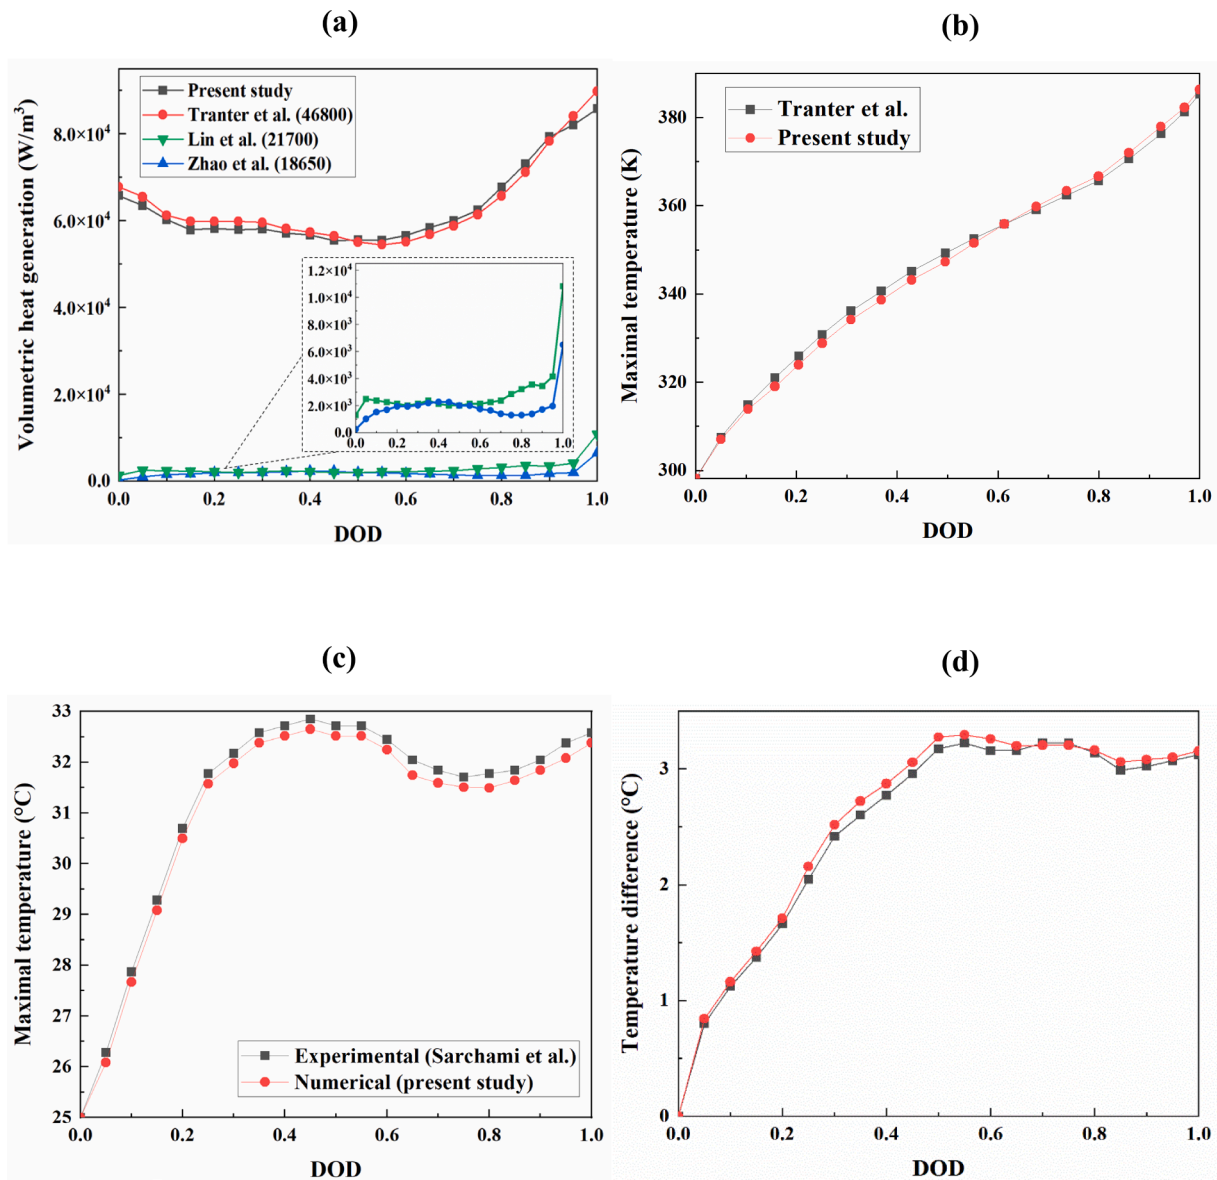 (a)
Volumetric heat generation (W/m³)
Present study
Tranter et al. (46800)
Lin et al. (21700)
Zhao et al. (18650)
8.0×10⁴
6.0×10⁴
4.0×10⁴
2.0×10⁴
0.0
1.2×10⁴
1.0×10⁴
8.0×10³
6.0×10³
4.0×10³
2.0×10³
0.0
0.0 0.2 0.4 0.6 0.8 1.0
0.0 0.2 0.4 0.6 0.8 1.0
DOD
(b)
Maximal temperature (K)
Tranter et al.
Present study
380
360
340
320
300
0.0 0.2 0.4 0.6 0.8 1.0
DOD
(c)
Maximal temperature (°C)
33
32
31
30
29
28
27
26
25
Experimental (Sarchami et al.)
Numerical (present study)
0.0 0.2 0.4 0.6 0.8 1.0
DOD
(d)
Temperature difference (°C)
3
2
1
0
0.0 0.2 0.4 0.6 0.8 1.0
DOD